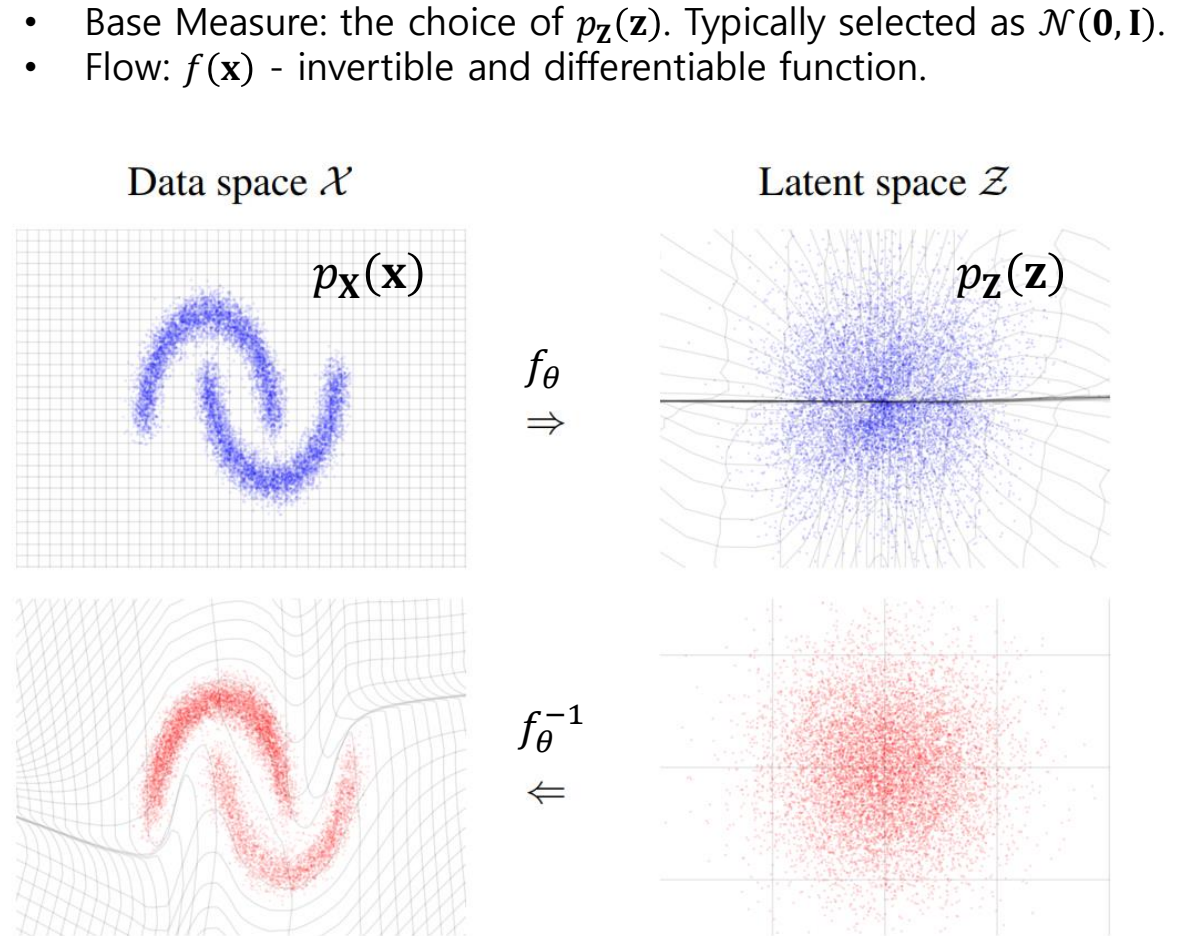 • Base Measure: the choice of p_𝐙(𝐳). Typically selected as 𝒩(𝟎, 𝐈).
• Flow: f(𝐱) - invertible and differentiable function.
Data space 𝒳
Latent space 𝒵
p_𝐗(𝐱)
p_𝐙(𝐳)
f_θ
⇒
f_θ^{-1}
⇐